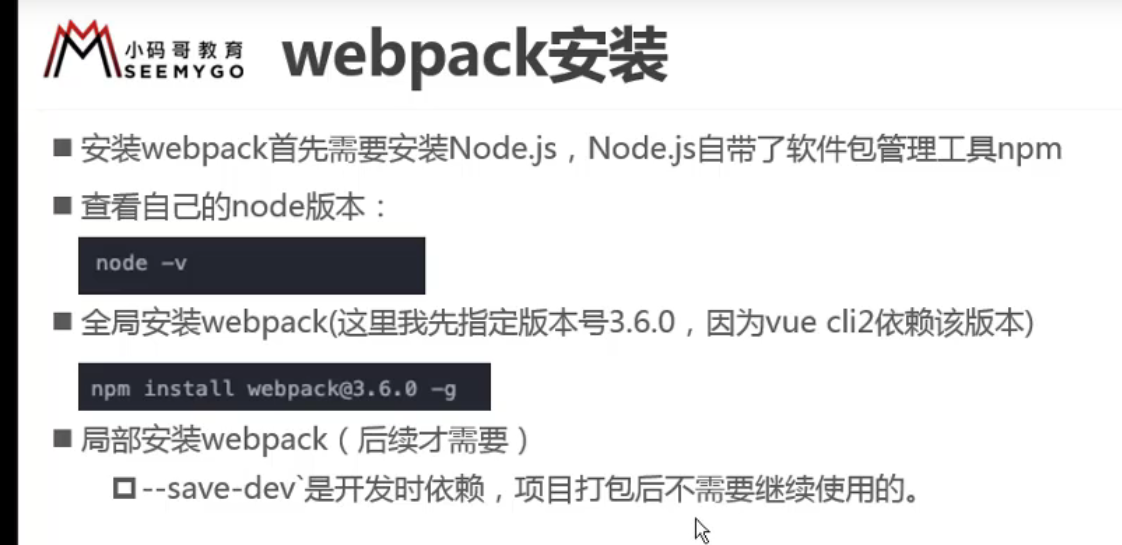 小码哥教育
SEEMYGO
webpack安装
安装webpack首先需要安装Node.js，Node.js自带了软件包管理工具npm
查看自己的node版本：
node -v
全局安装webpack(这里我先指定版本号3.6.0，因为vue cli2依赖该版本)
npm install webpack@3.6.0 -g
局部安装webpack（后续才需要）
--save-dev`是开发时依赖，项目打包后不需要继续使用的。